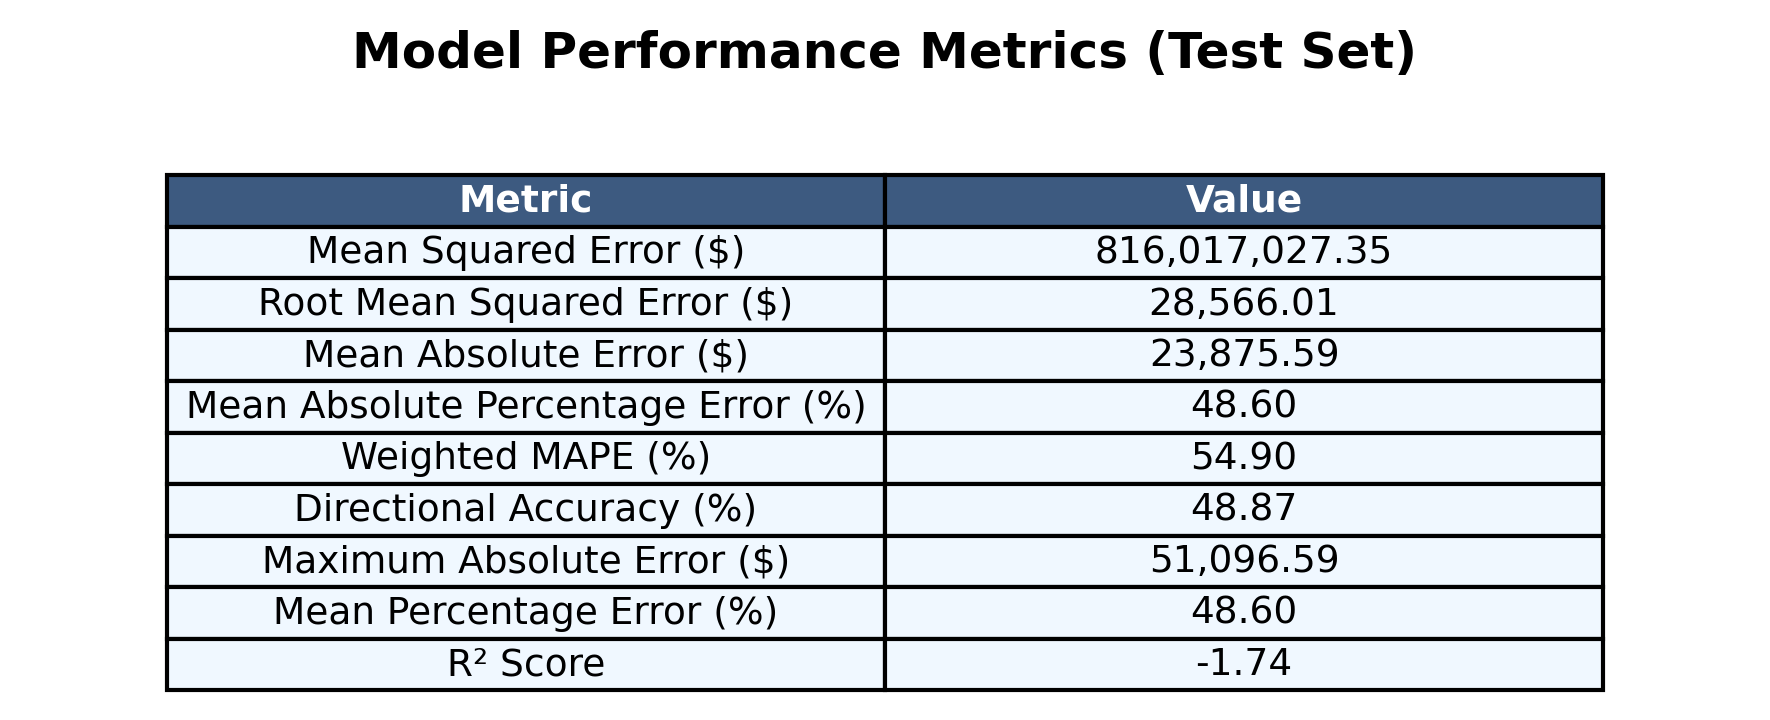 Model Performance Metrics (Test Set)
Metric Value
Mean Squared Error ($) 816,017,027.35
Root Mean Squared Error ($) 28,566.01
Mean Absolute Error ($) 23,875.59
Mean Absolute Percentage Error (%) 48.60
Weighted MAPE (%) 54.90
Directional Accuracy (%) 48.87
Maximum Absolute Error ($) 51,096.59
Mean Percentage Error (%) 48.60
R² Score -1.74